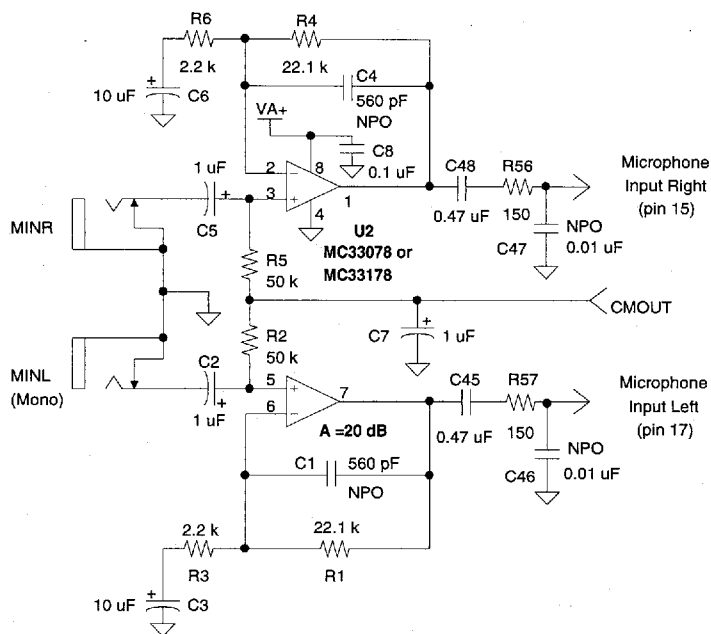 R6
R4
2.2 k
22.1 k
C4
10 uF
C6
560 pF
VA+
NPO
C8
0.1 uF
1 uF
2
8
3
4
1
C5
C48
R56
Microphone
Input Right
(pin 15)
0.47 uF
150
NPO
C47
0.01 uF
MINR
U2
MC33078 or
MC33178
R5
50 k
CMOUT
R2
50 k
C7
1 uF
MINL
(Mono)
C2
1 uF
5
6
7
A =20 dB
C45
R57
Microphone
Input Left
(pin 17)
0.47 uF
150
NPO
C46
0.01 uF
C1
560 pF
NPO
2.2 k
22.1 k
R3
R1
10 uF
C3